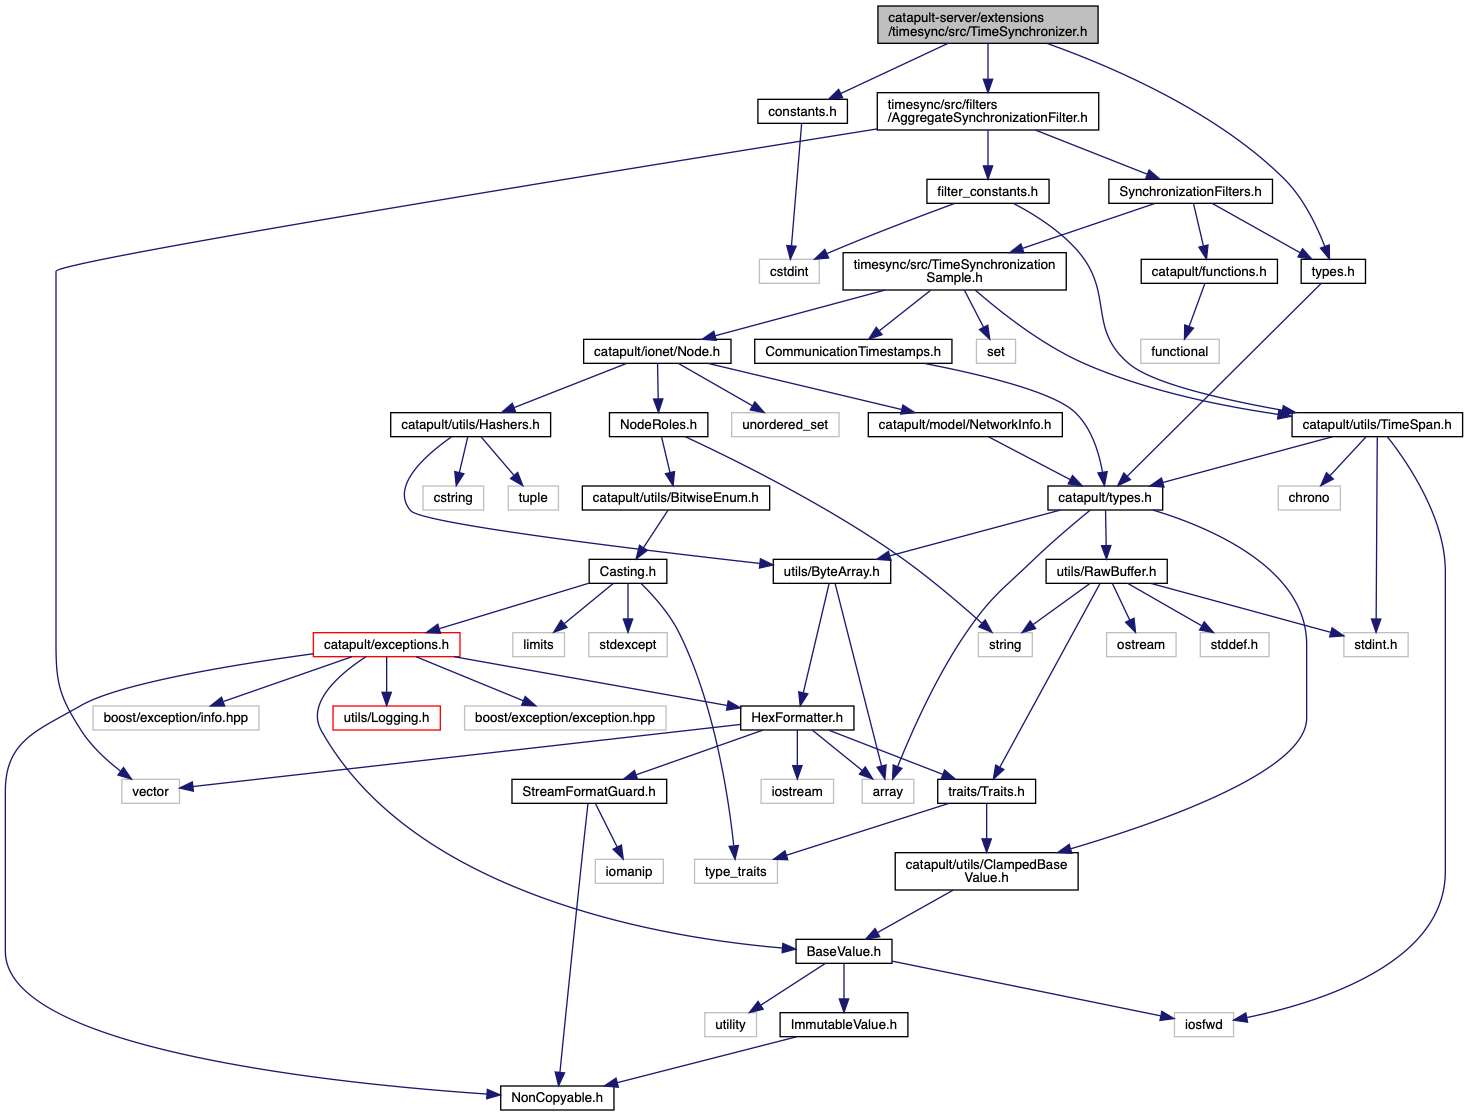 catapult-server/extensions
/timesync/src/TimeSynchronizer.h
constants.h
timesync/src/filters
/AggregateSynchronizationFilter.h
filter_constants.h
SynchronizationFilters.h
cstdint
timesync/src/TimeSynchronization
Sample.h
catapult/functions.h
types.h
catapult/ionet/Node.h
CommunicationTimestamps.h
set
functional
catapult/utils/Hashers.h
NodeRoles.h
unordered_set
catapult/model/NetworkInfo.h
catapult/utils/TimeSpan.h
cstring
tuple
catapult/utils/BitwiseEnum.h
catapult/types.h
chrono
Casting.h
utils/ByteArray.h
utils/RawBuffer.h
catapult/exceptions.h
limits
stdexcept
string
ostream
stddef.h
stdint.h
boost/exception/info.hpp
utils/Logging.h
boost/exception/exception.hpp
HexFormatter.h
vector
StreamFormatGuard.h
iostream
array
traits/Traits.h
iomanip
type_traits
catapult/utils/ClampedBase
Value.h
BaseValue.h
utility
ImmutableValue.h
iosfwd
NonCopyable.h